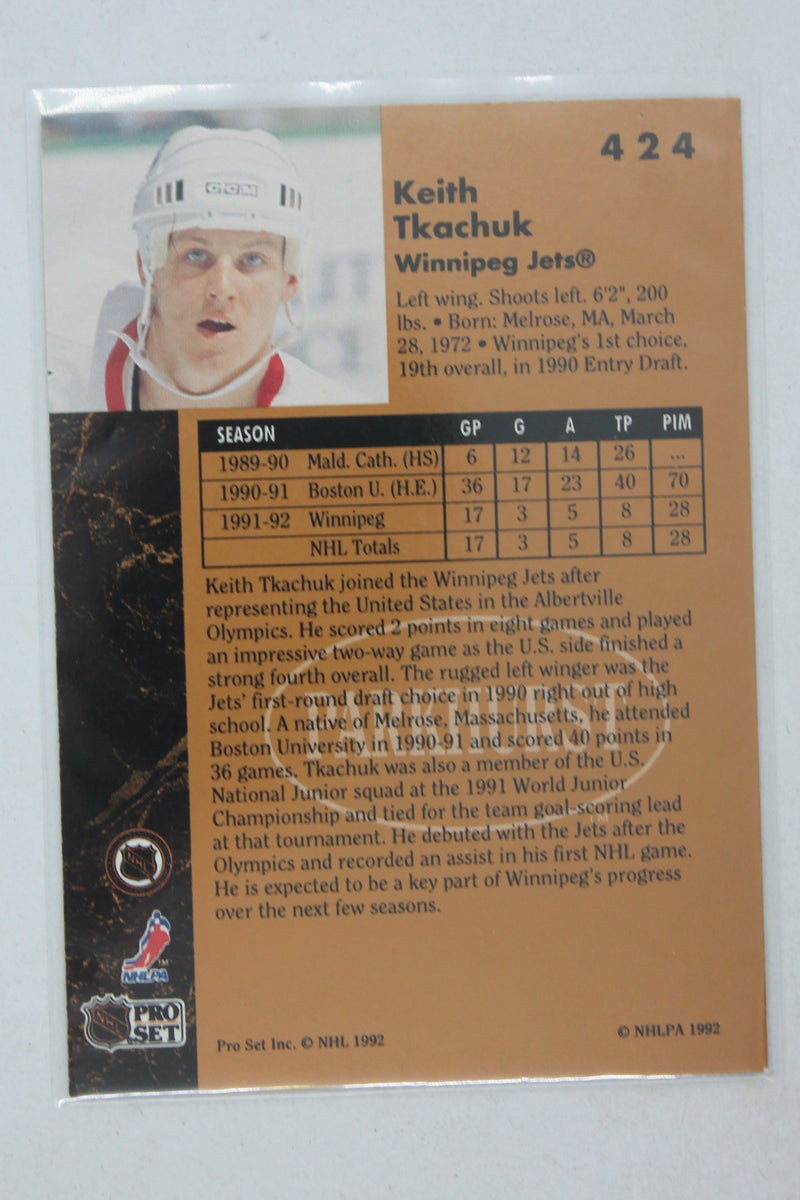 CCM
424
Keith
Tkachuk
Winnipeg Jets®
Left wing. Shoots left. 6'2", 200
lbs. • Born: Melrose, MA, March
28, 1972 • Winnipeg's 1st choice,
19th overall, in 1990 Entry Draft.
SEASON GP G A TP PIM
1989-90 Mald. Cath. (HS) 6 12 14 26 ...
1990-91 Boston U. (H.E.) 36 17 23 40 70
1991-92 Winnipeg 17 3 5 8 28
NHL Totals 17 3 5 8 28
Keith Tkachuk joined the Winnipeg Jets after
representing the United States in the Albertville
Olympics. He scored 2 points in eight games and played
an impressive two-way game as the U.S. side finished a
strong fourth overall. The rugged left winger was the
Jets' first-round draft choice in 1990 right out of high
school. A native of Melrose, Massachusetts, he attended
Boston University in 1990-91 and scored 40 points in
36 games. Tkachuk was also a member of the U.S.
National Junior squad at the 1991 World Junior
Championship and tied for the team goal-scoring lead
at that tournament. He debuted with the Jets after the
Olympics and recorded an assist in his first NHL game.
He is expected to be a key part of Winnipeg's progress
over the next few seasons.
PARKHURST
TM
NHL
NHLPA
TM
NHL
PRO
SET
Pro Set Inc. © NHL 1992
© NHLPA 1992